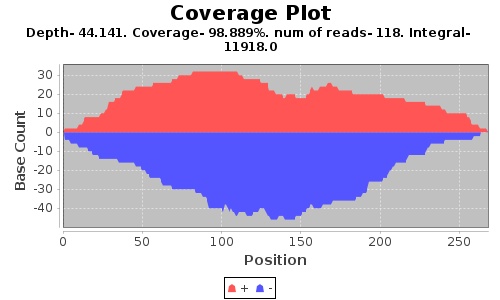 Coverage Plot
Depth- 44.141. Coverage- 98.889%. num of reads- 118. Integral-
11918.0
30
20
10
0
-10
-20
-30
-40
Base Count
0 50 100 150 200 250
Position
+ -